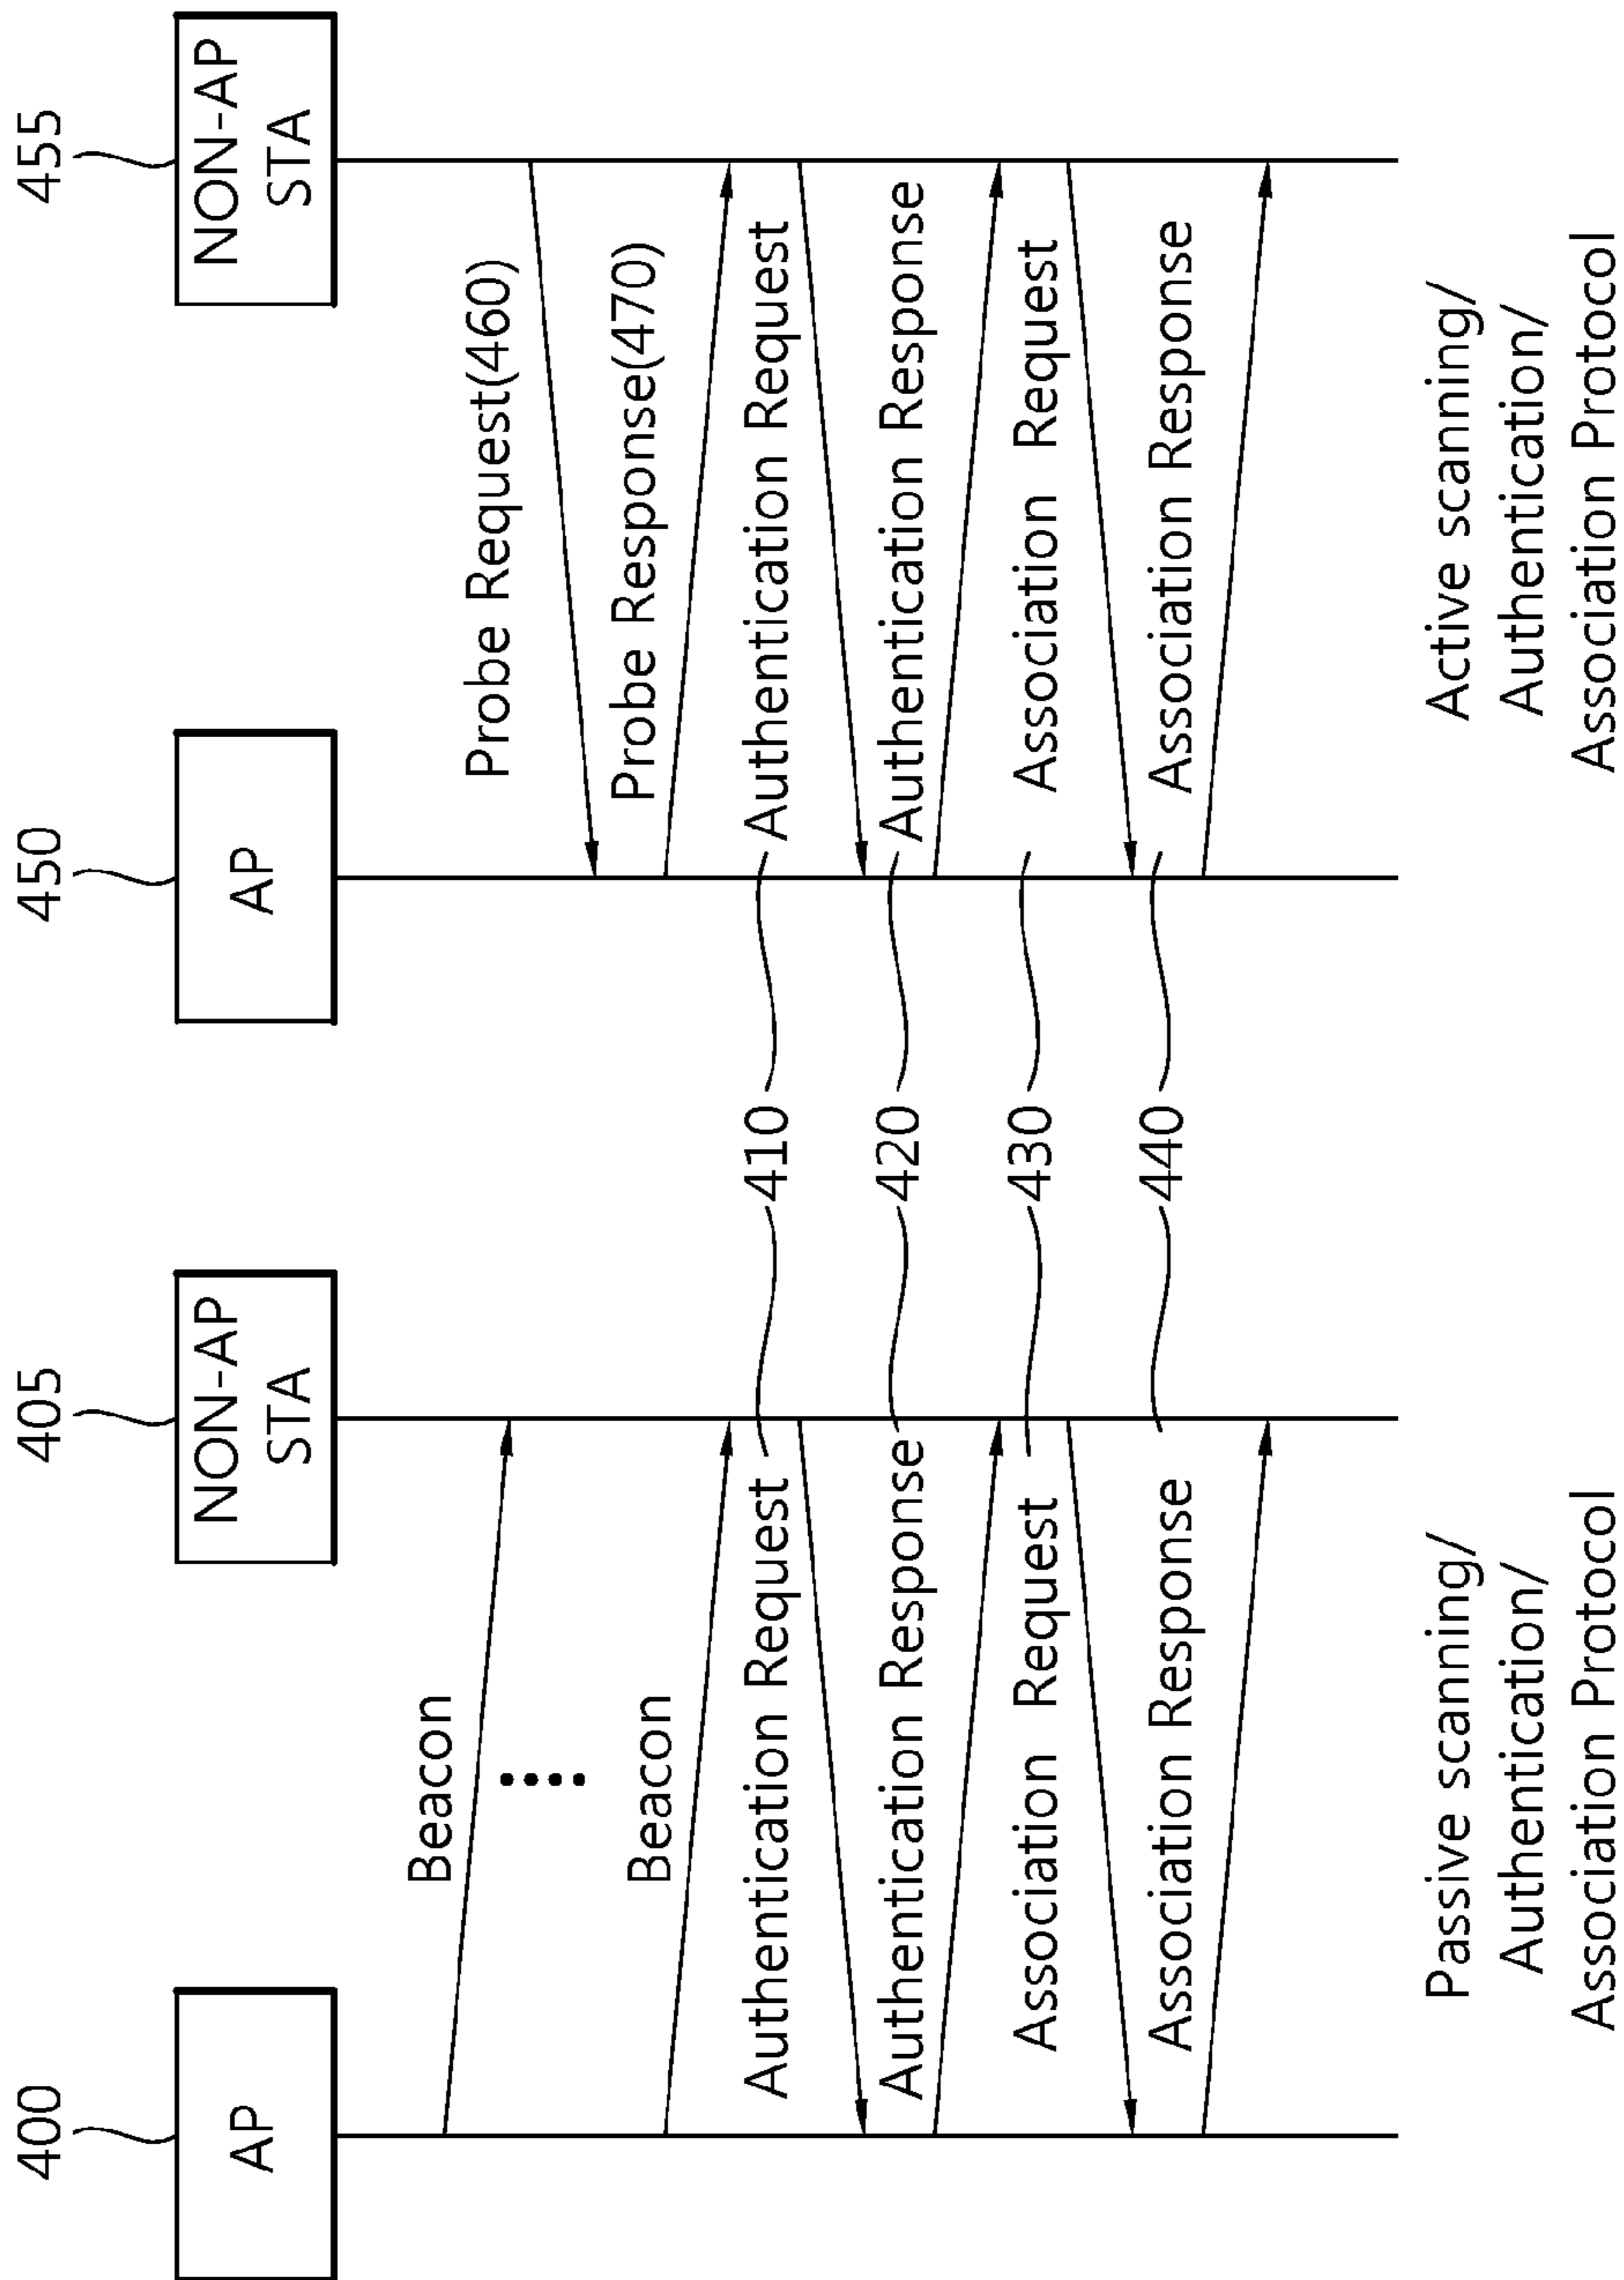 400
405
450
455
AP
NON-AP
STA
AP
NON-AP
STA
Beacon
Beacon
Probe Request(460)
Probe Response(470)
Authentication Request
410
Authentication Request
Authentication Response
420
Authentication Response
Association Request
430
Association Request
Association Response
440
Association Response
Passive scanning/
Authentication/
Association Protocol
Active scanning/
Authentication/
Association Protocol